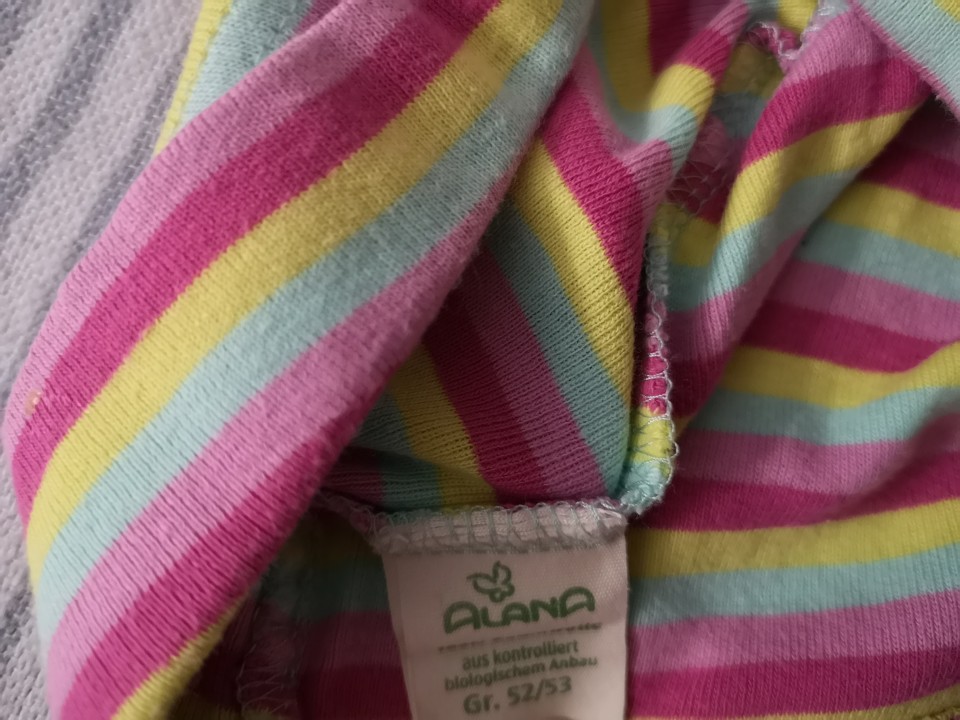 ALANA
aus kontrolliert
biologischem Anbau
Gr. 52/53